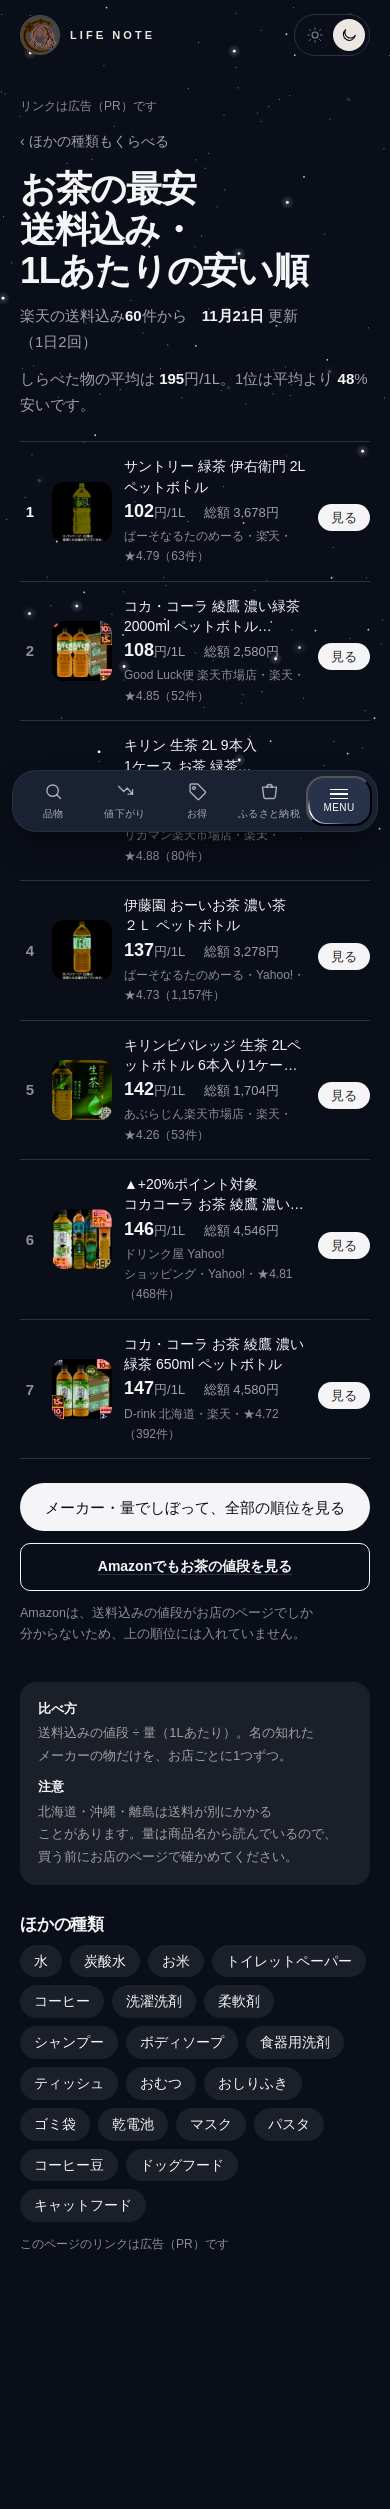 LIFE NOTE
リンクは広告（PR）です
‹ ほかの種類もくらべる
お茶の最安
送料込み・
1Lあたりの安い順
楽天の送料込み60件から 11月21日 更新
（1日2回）
しらべた物の平均は 195円/1L。1位は平均より 48%
安いです。
1
サントリー 緑茶 伊右衛門 2L
ペットボトル
102円/1L 総額 3,678円
ぱーそなるたのめーる・楽天・
★4.79（63件）
見る
2
コカ・コーラ 綾鷹 濃い緑茶
2000ml ペットボトル…
108円/1L 総額 2,580円
Good Luck便 楽天市場店・楽天・
★4.85（52件）
見る
キリン 生茶 2L 9本入
1ケース お茶 緑茶…
品物
値下がり
お得
ふるさと納税
MENU
リカマン楽天市場店・楽天・
★4.88（80件）
4
伊藤園 おーいお茶 濃い茶
２Ｌ ペットボトル
137円/1L 総額 3,278円
ぱーそなるたのめーる・Yahoo!・
★4.73（1,157件）
見る
5
キリンビバレッジ 生茶 2Lペ
ットボトル 6本入り1ケー…
142円/1L 総額 1,704円
あぶらじん楽天市場店・楽天・
★4.26（53件）
見る
6
▲+20%ポイント対象
コカコーラ お茶 綾鷹 濃い…
146円/1L 総額 4,546円
ドリンク屋 Yahoo!
ショッピング・Yahoo!・★4.81
（468件）
見る
7
コカ・コーラ お茶 綾鷹 濃い
緑茶 650ml ペットボトル
147円/1L 総額 4,580円
D-rink 北海道・楽天・★4.72
（392件）
見る
メーカー・量でしぼって、全部の順位を見る
Amazonでもお茶の値段を見る
Amazonは、送料込みの値段がお店のページでしか
分からないため、上の順位には入れていません。
比べ方
送料込みの値段 ÷ 量（1Lあたり）。名の知れた
メーカーの物だけを、お店ごとに1つずつ。
注意
北海道・沖縄・離島は送料が別にかかる
ことがあります。量は商品名から読んでいるので、
買う前にお店のページで確かめてください。
ほかの種類
水 炭酸水 お米 トイレットペーパー
コーヒー 洗濯洗剤 柔軟剤
シャンプー ボディソープ 食器用洗剤
ティッシュ おむつ おしりふき
ゴミ袋 乾電池 マスク パスタ
コーヒー豆 ドッグフード
キャットフード
このページのリンクは広告（PR）です